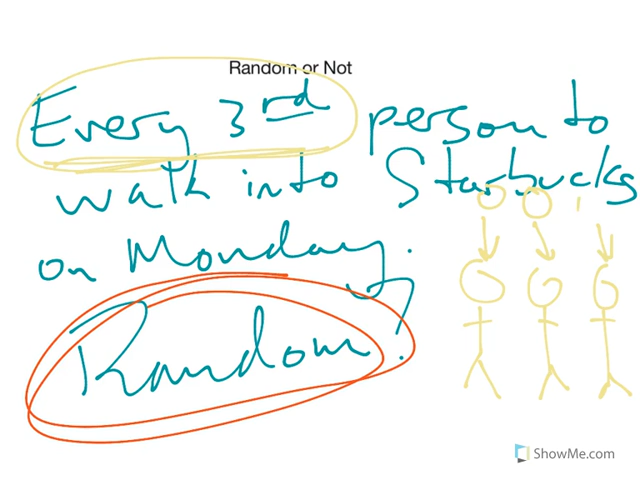 Random or Not
Every 3rd person to
walk into Starbucks
on Monday.
Random!
ShowMe.com